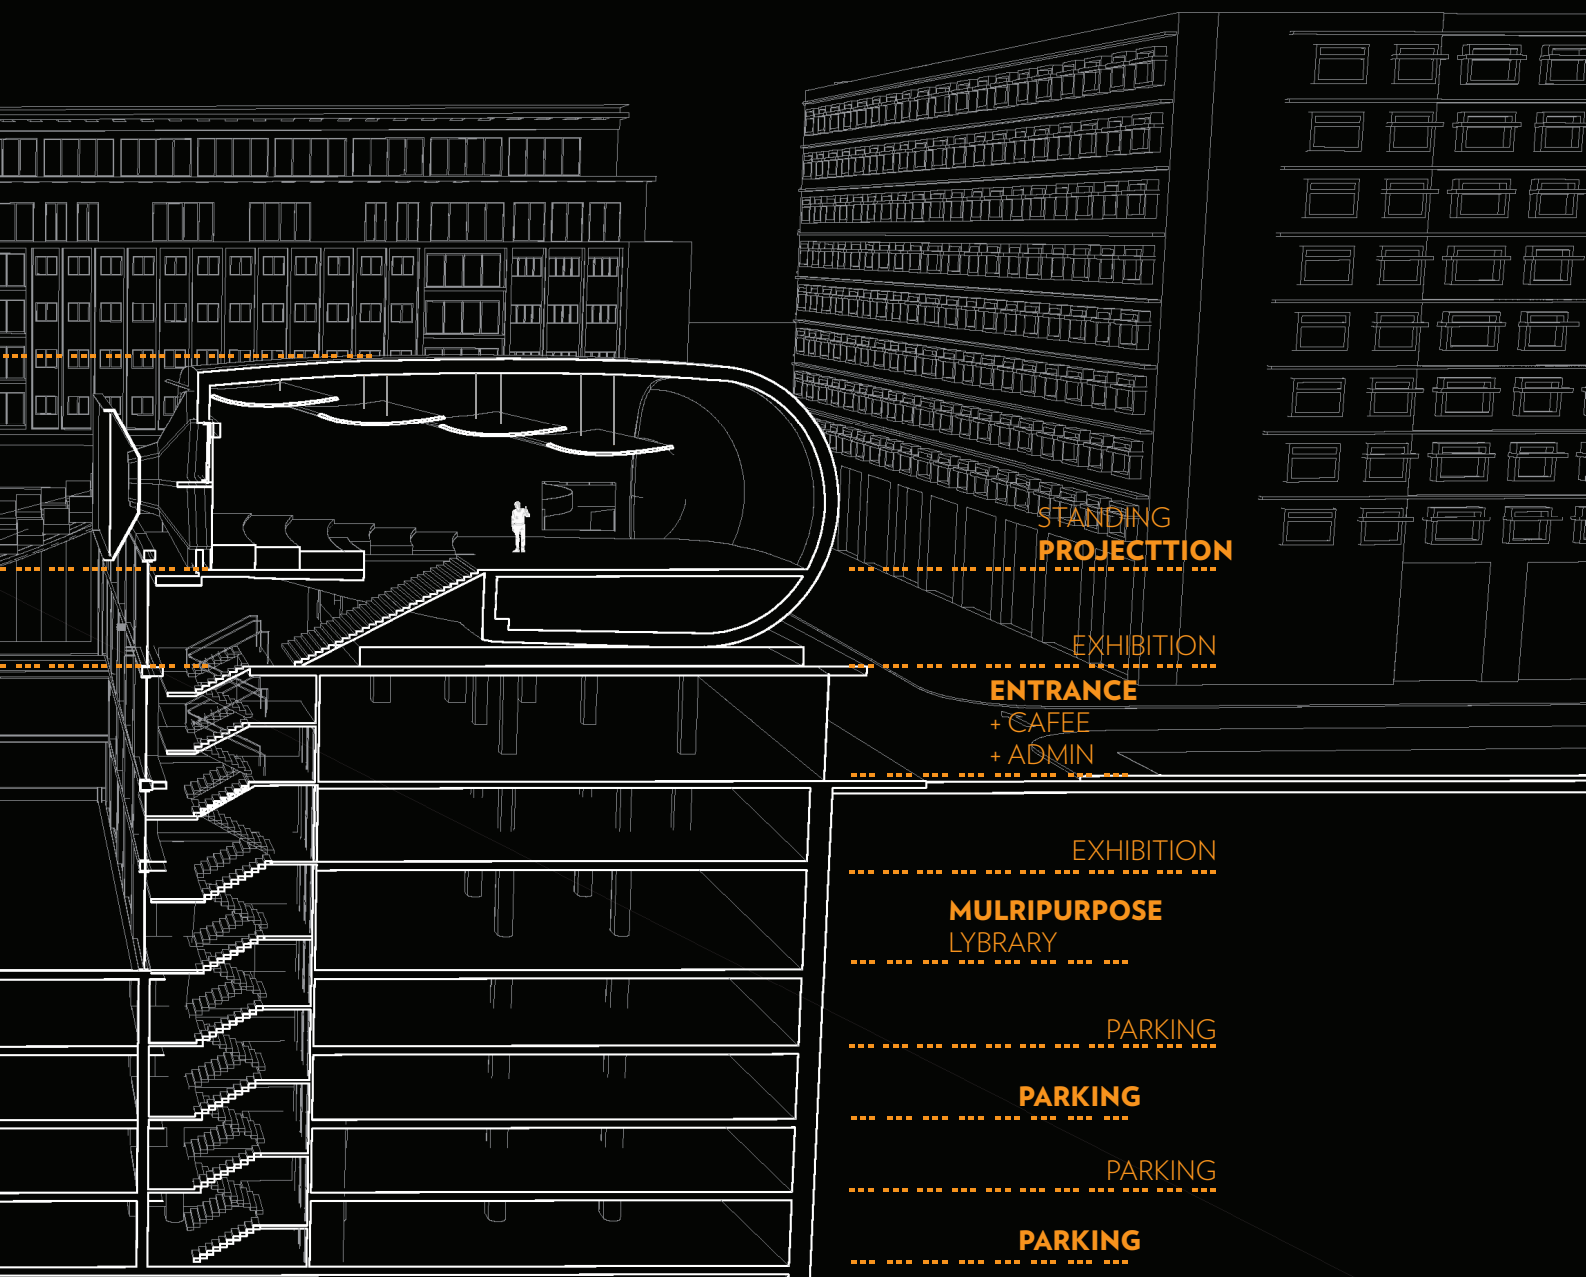 STANDING
PROJECTTION
EXHIBITION
ENTRANCE
+ CAFEE
+ ADMIN
EXHIBITION
MULRIPURPOSE
LYBRARY
PARKING
PARKING
PARKING
PARKING